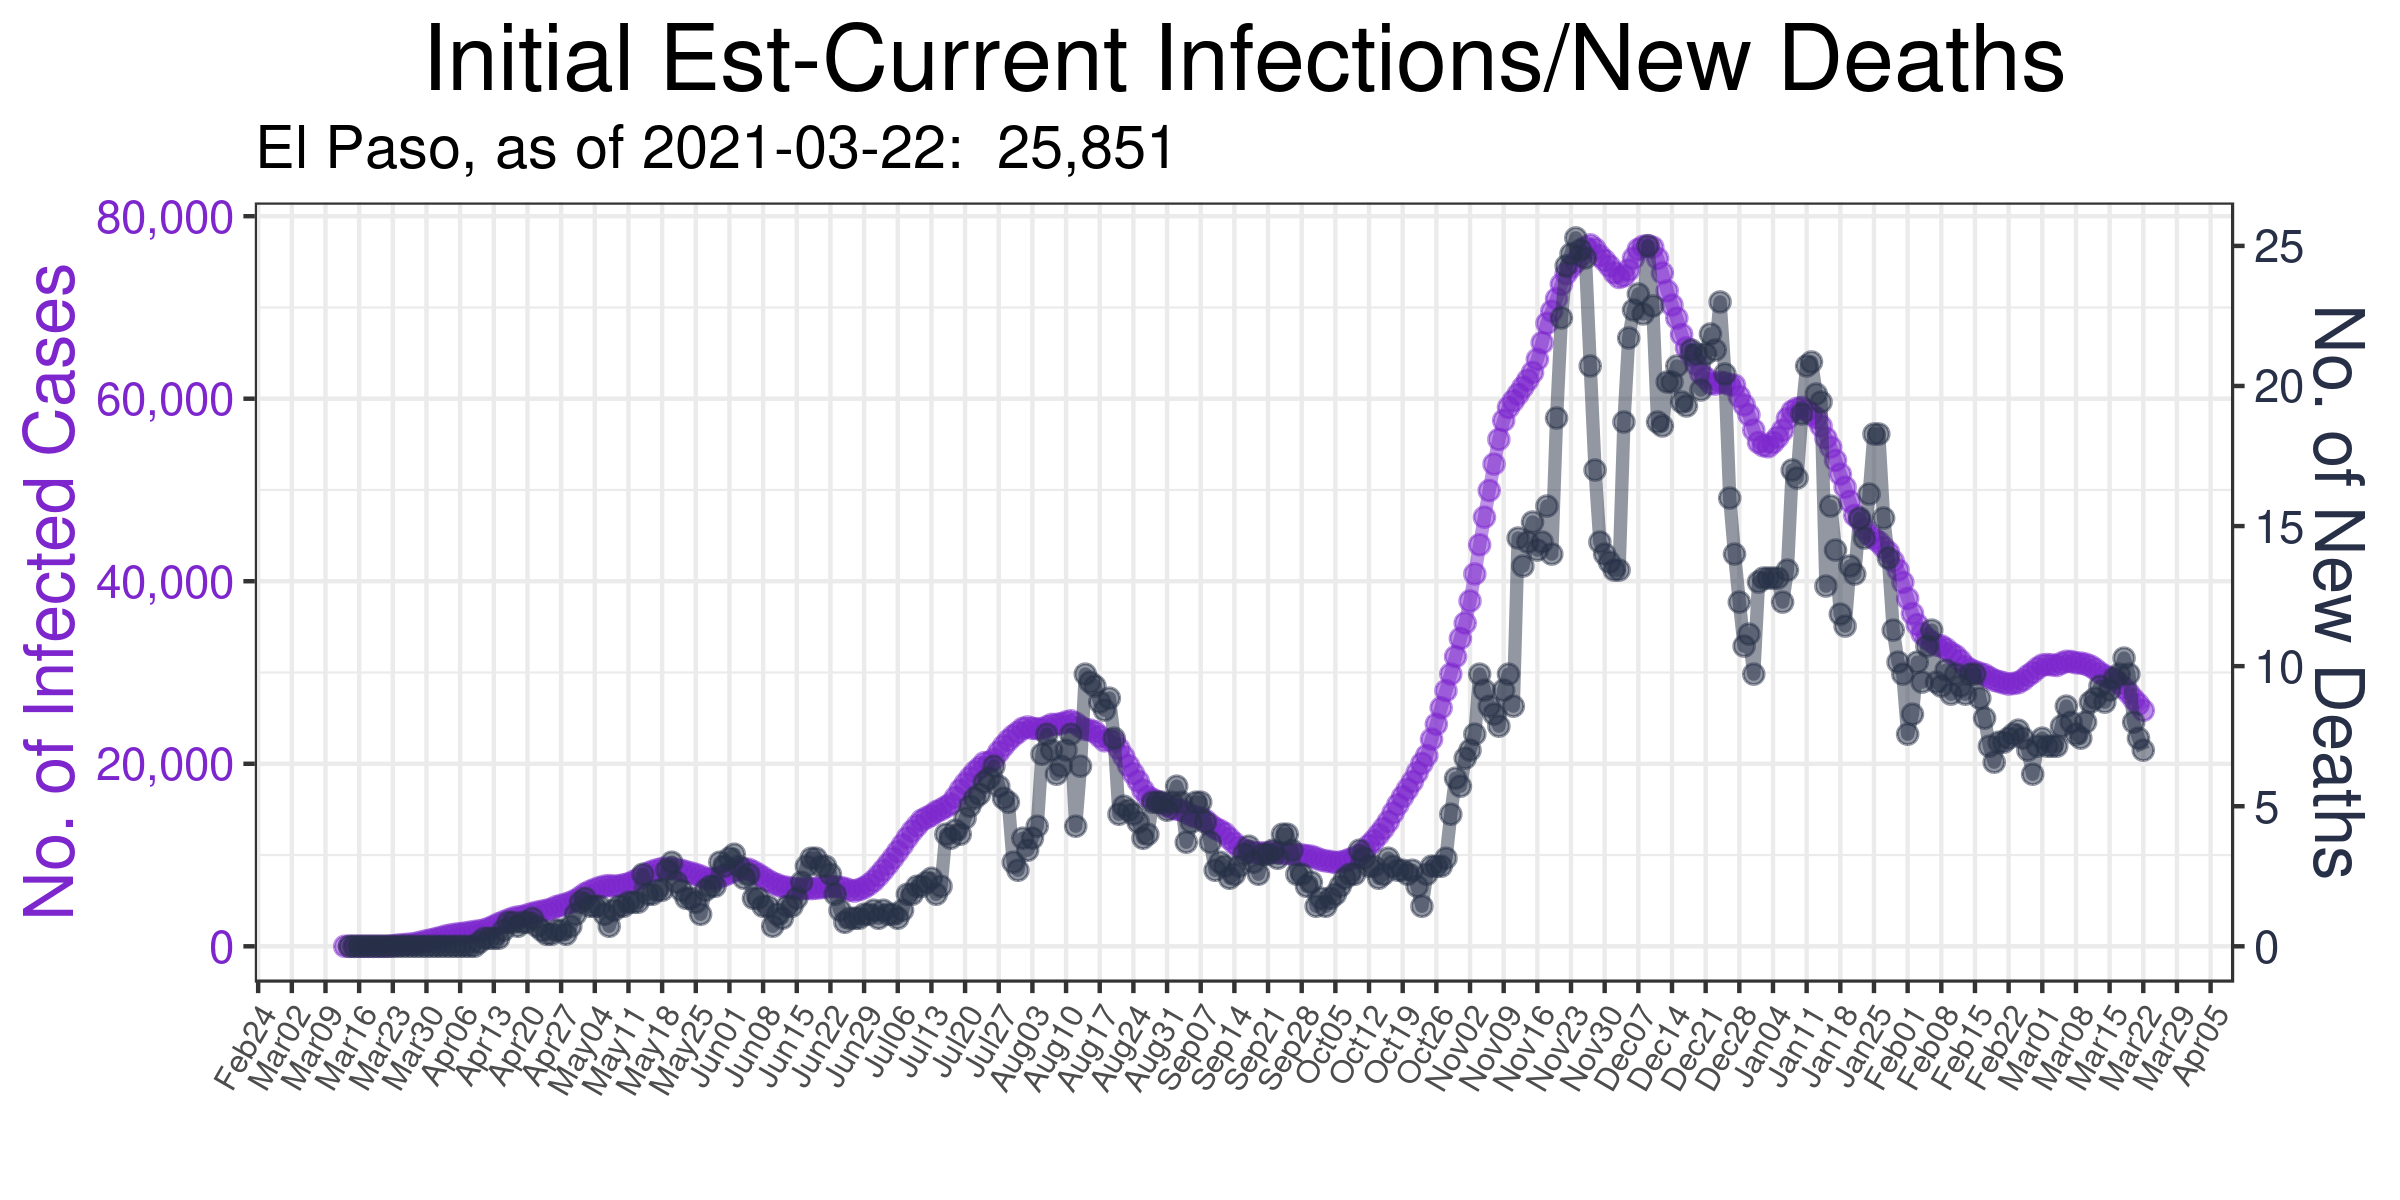 Initial Est-Current Infections/New Deaths
El Paso, as of 2021-03-22:  25,851
No. of Infected Cases
80,000
60,000
40,000
20,000
0
25
20
15
10
5
0
No. of New Deaths
Feb24
Mar02
Mar09
Mar16
Mar23
Mar30
Apr06
Apr13
Apr20
Apr27
May04
May11
May18
May25
Jun01
Jun08
Jun15
Jun22
Jun29
Jul06
Jul13
Jul20
Jul27
Aug03
Aug10
Aug17
Aug24
Aug31
Sep07
Sep14
Sep21
Sep28
Oct05
Oct12
Oct19
Oct26
Nov02
Nov09
Nov16
Nov23
Nov30
Dec07
Dec14
Dec21
Dec28
Jan04
Jan11
Jan18
Jan25
Feb01
Feb08
Feb15
Feb22
Mar01
Mar08
Mar15
Mar22
Mar29
Apr05